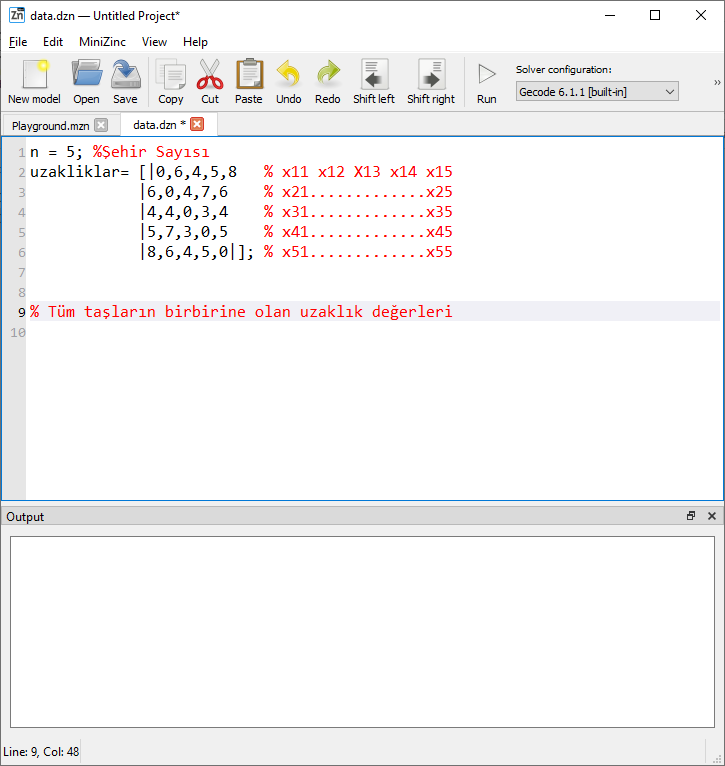 Zn data.dzn — Untitled Project*
File Edit MiniZinc View Help
New model Open Save Copy Cut Paste Undo Redo Shift left Shift right Run
Solver configuration:
Gecode 6.1.1 [built-in]
»
Playground.mzn data.dzn *
1 n = 5; %Şehir Sayısı
2 uzakliklar= [|0,6,4,5,8 % x11 x12 X13 x14 x15
3 |6,0,4,7,6 % x21.............x25
4 |4,4,0,3,4 % x31.............x35
5 |5,7,3,0,5 % x41.............x45
6 |8,6,4,5,0|]; % x51.............x55
7
8
9 % Tüm taşların birbirine olan uzaklık değerleri
10
Output
Line: 9, Col: 48